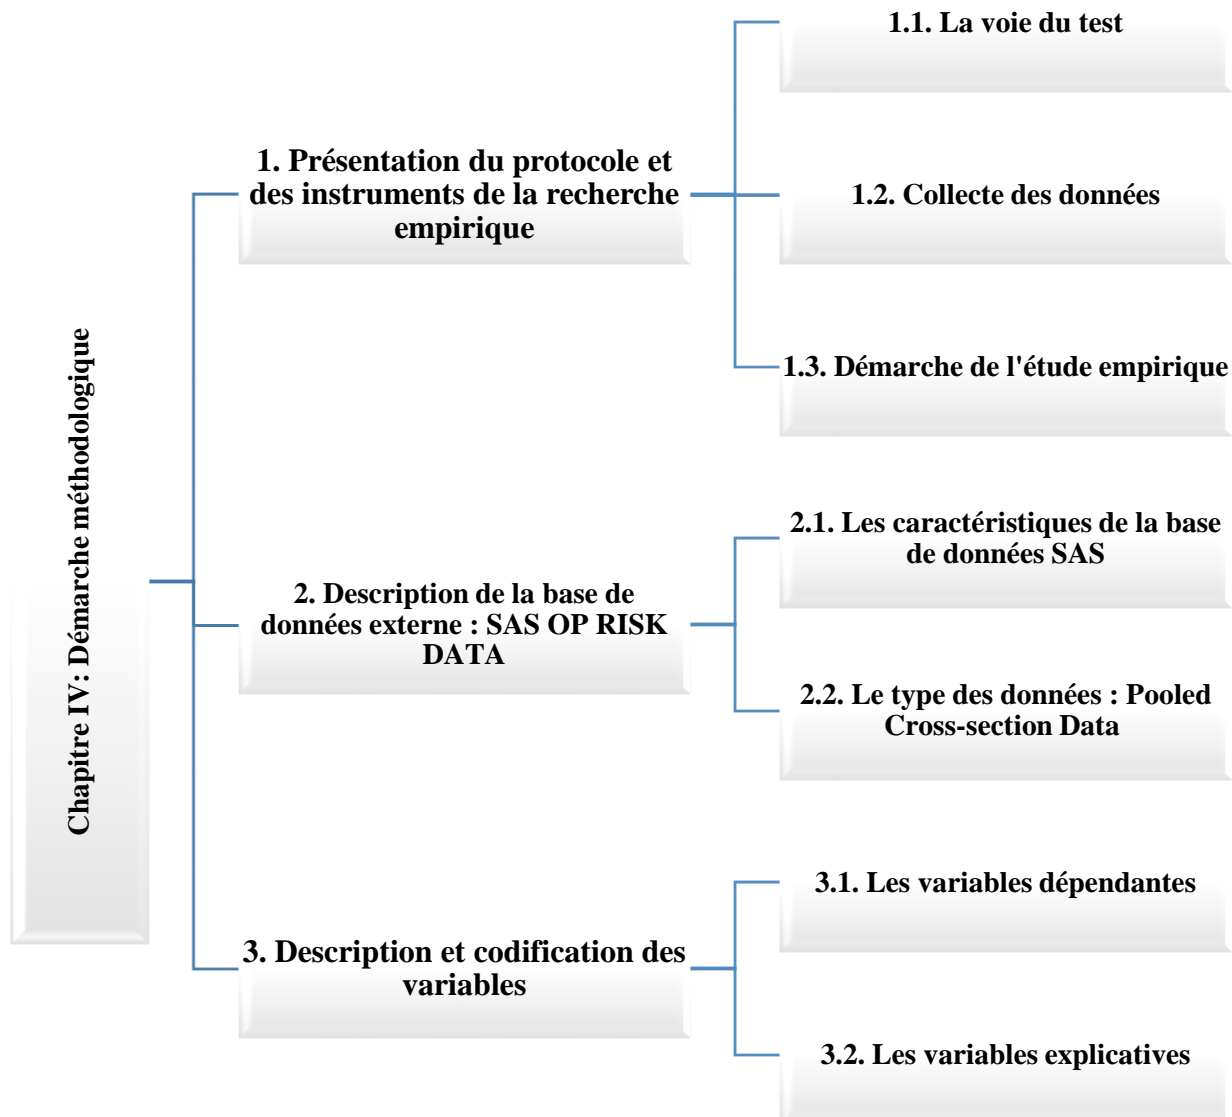 Chapitre IV: Démarche méthodologique
1. Présentation du protocole et
des instruments de la recherche
empirique
1.1. La voie du test
1.2. Collecte des données
1.3. Démarche de l'étude empirique
2. Description de la base de
données externe : SAS OP RISK
DATA
2.1. Les caractéristiques de la base
de données SAS
2.2. Le type des données : Pooled
Cross-section Data
3. Description et codification des
variables
3.1. Les variables dépendantes
3.2. Les variables explicatives